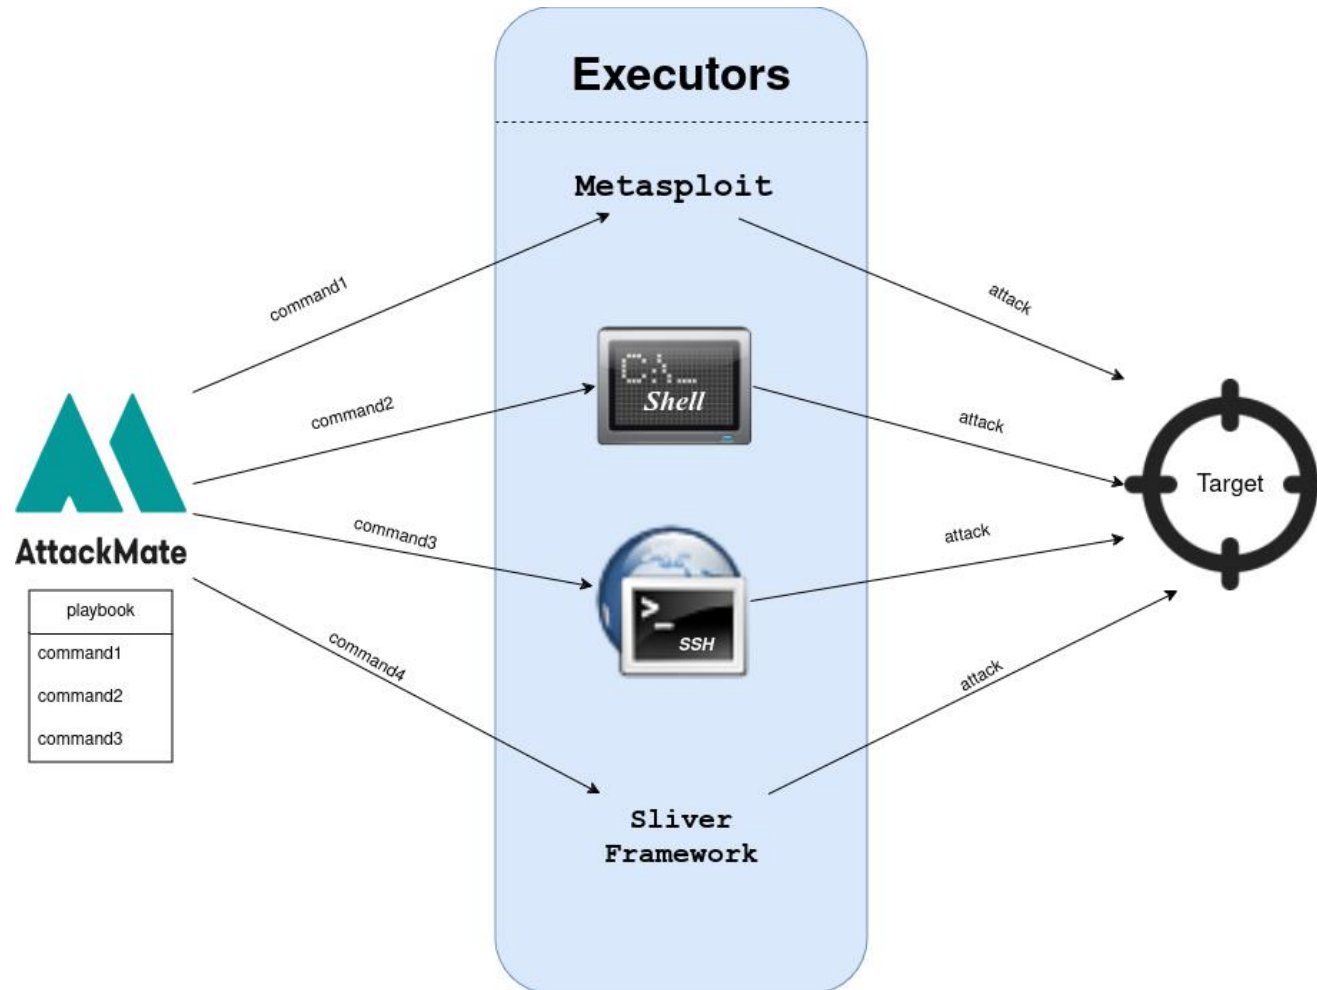 Executors
Metasploit
command1
attack
C:\_
Shell
command2
attack
Target
AttackMate
command3
attack
>_
SSH
playbook
command1
command2
command3
command4
attack
Sliver
Framework